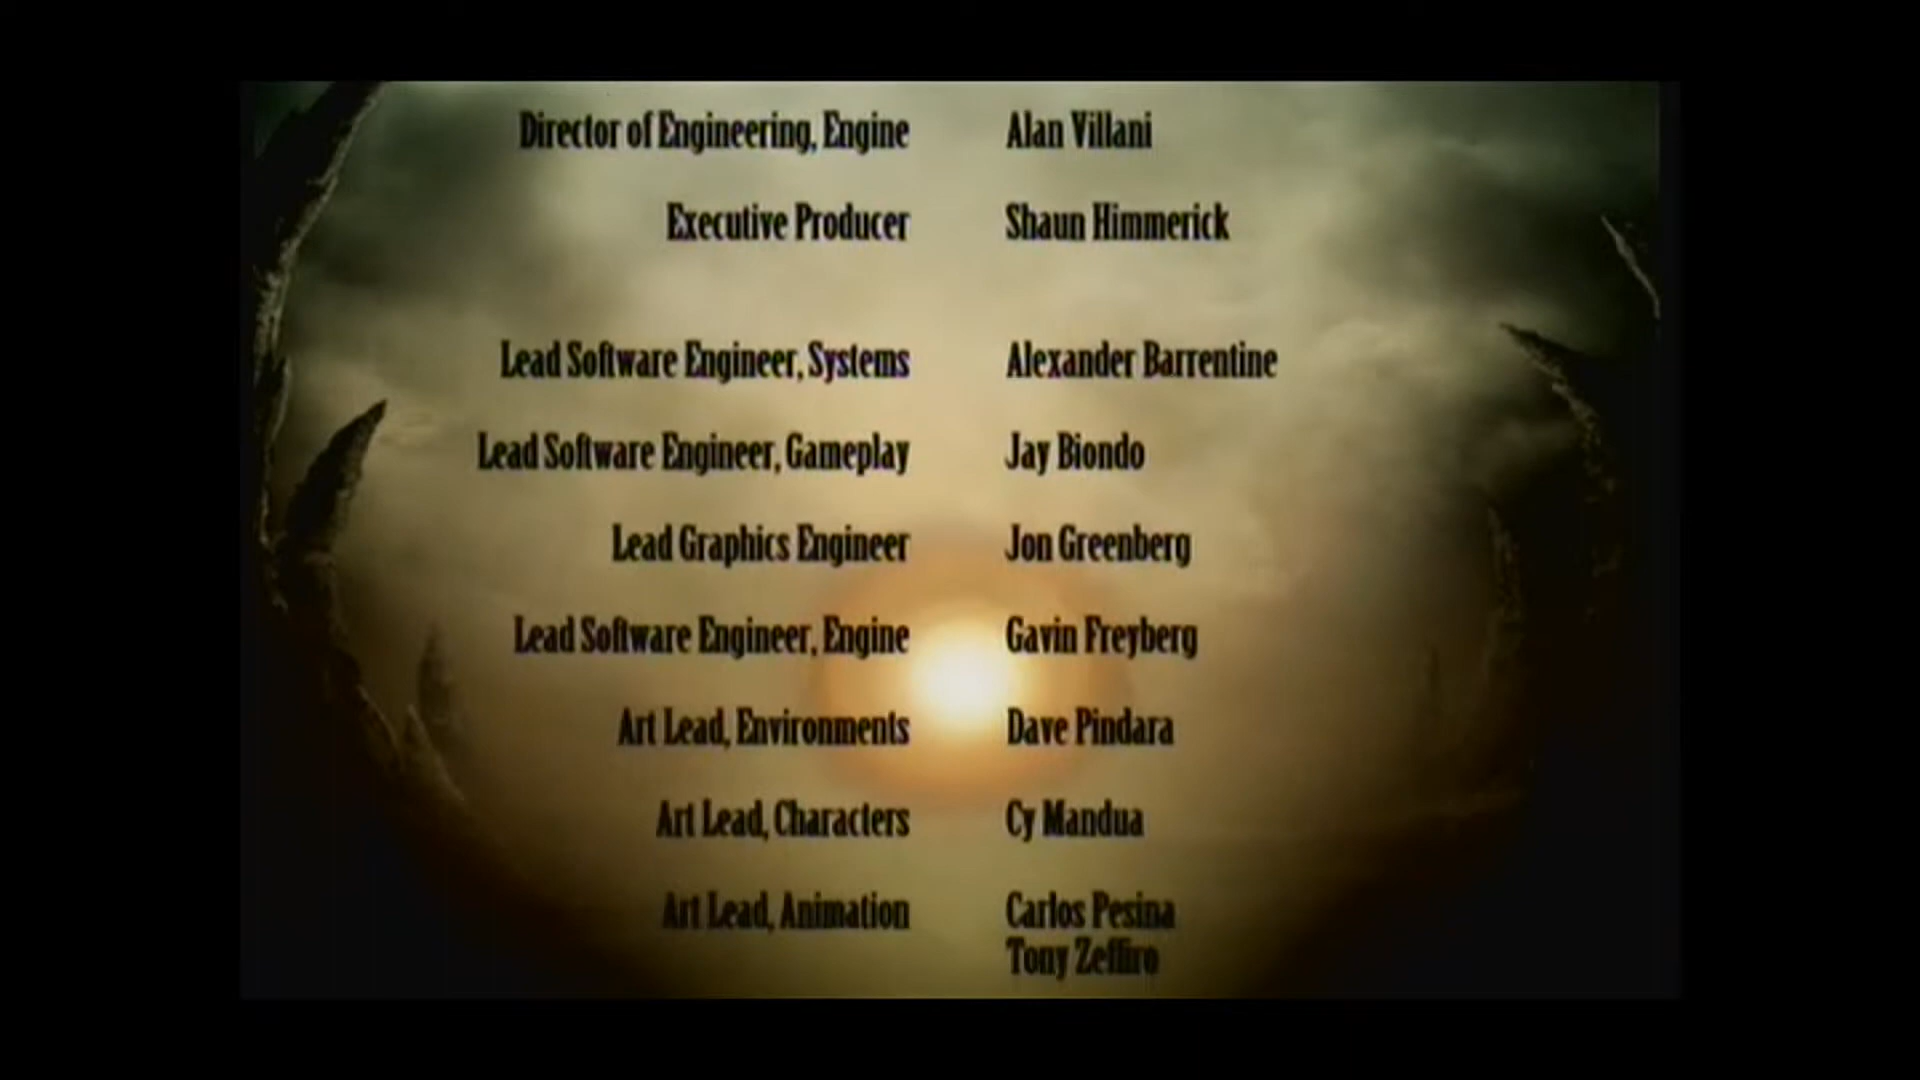 Director of Engineering, Engine Alan Villani
Executive Producer Shaun Himmerick
Lead Software Engineer, Systems Alexander Barrentine
Lead Software Engineer, Gameplay Jay Biondo
Lead Graphics Engineer Jon Greenberg
Lead Software Engineer, Engine Gavin Freyberg
Art Lead, Environments Dave Pindara
Art Lead, Characters Cy Mandua
Art Lead, Animation Carlos Pesina
Tony Zeffiro